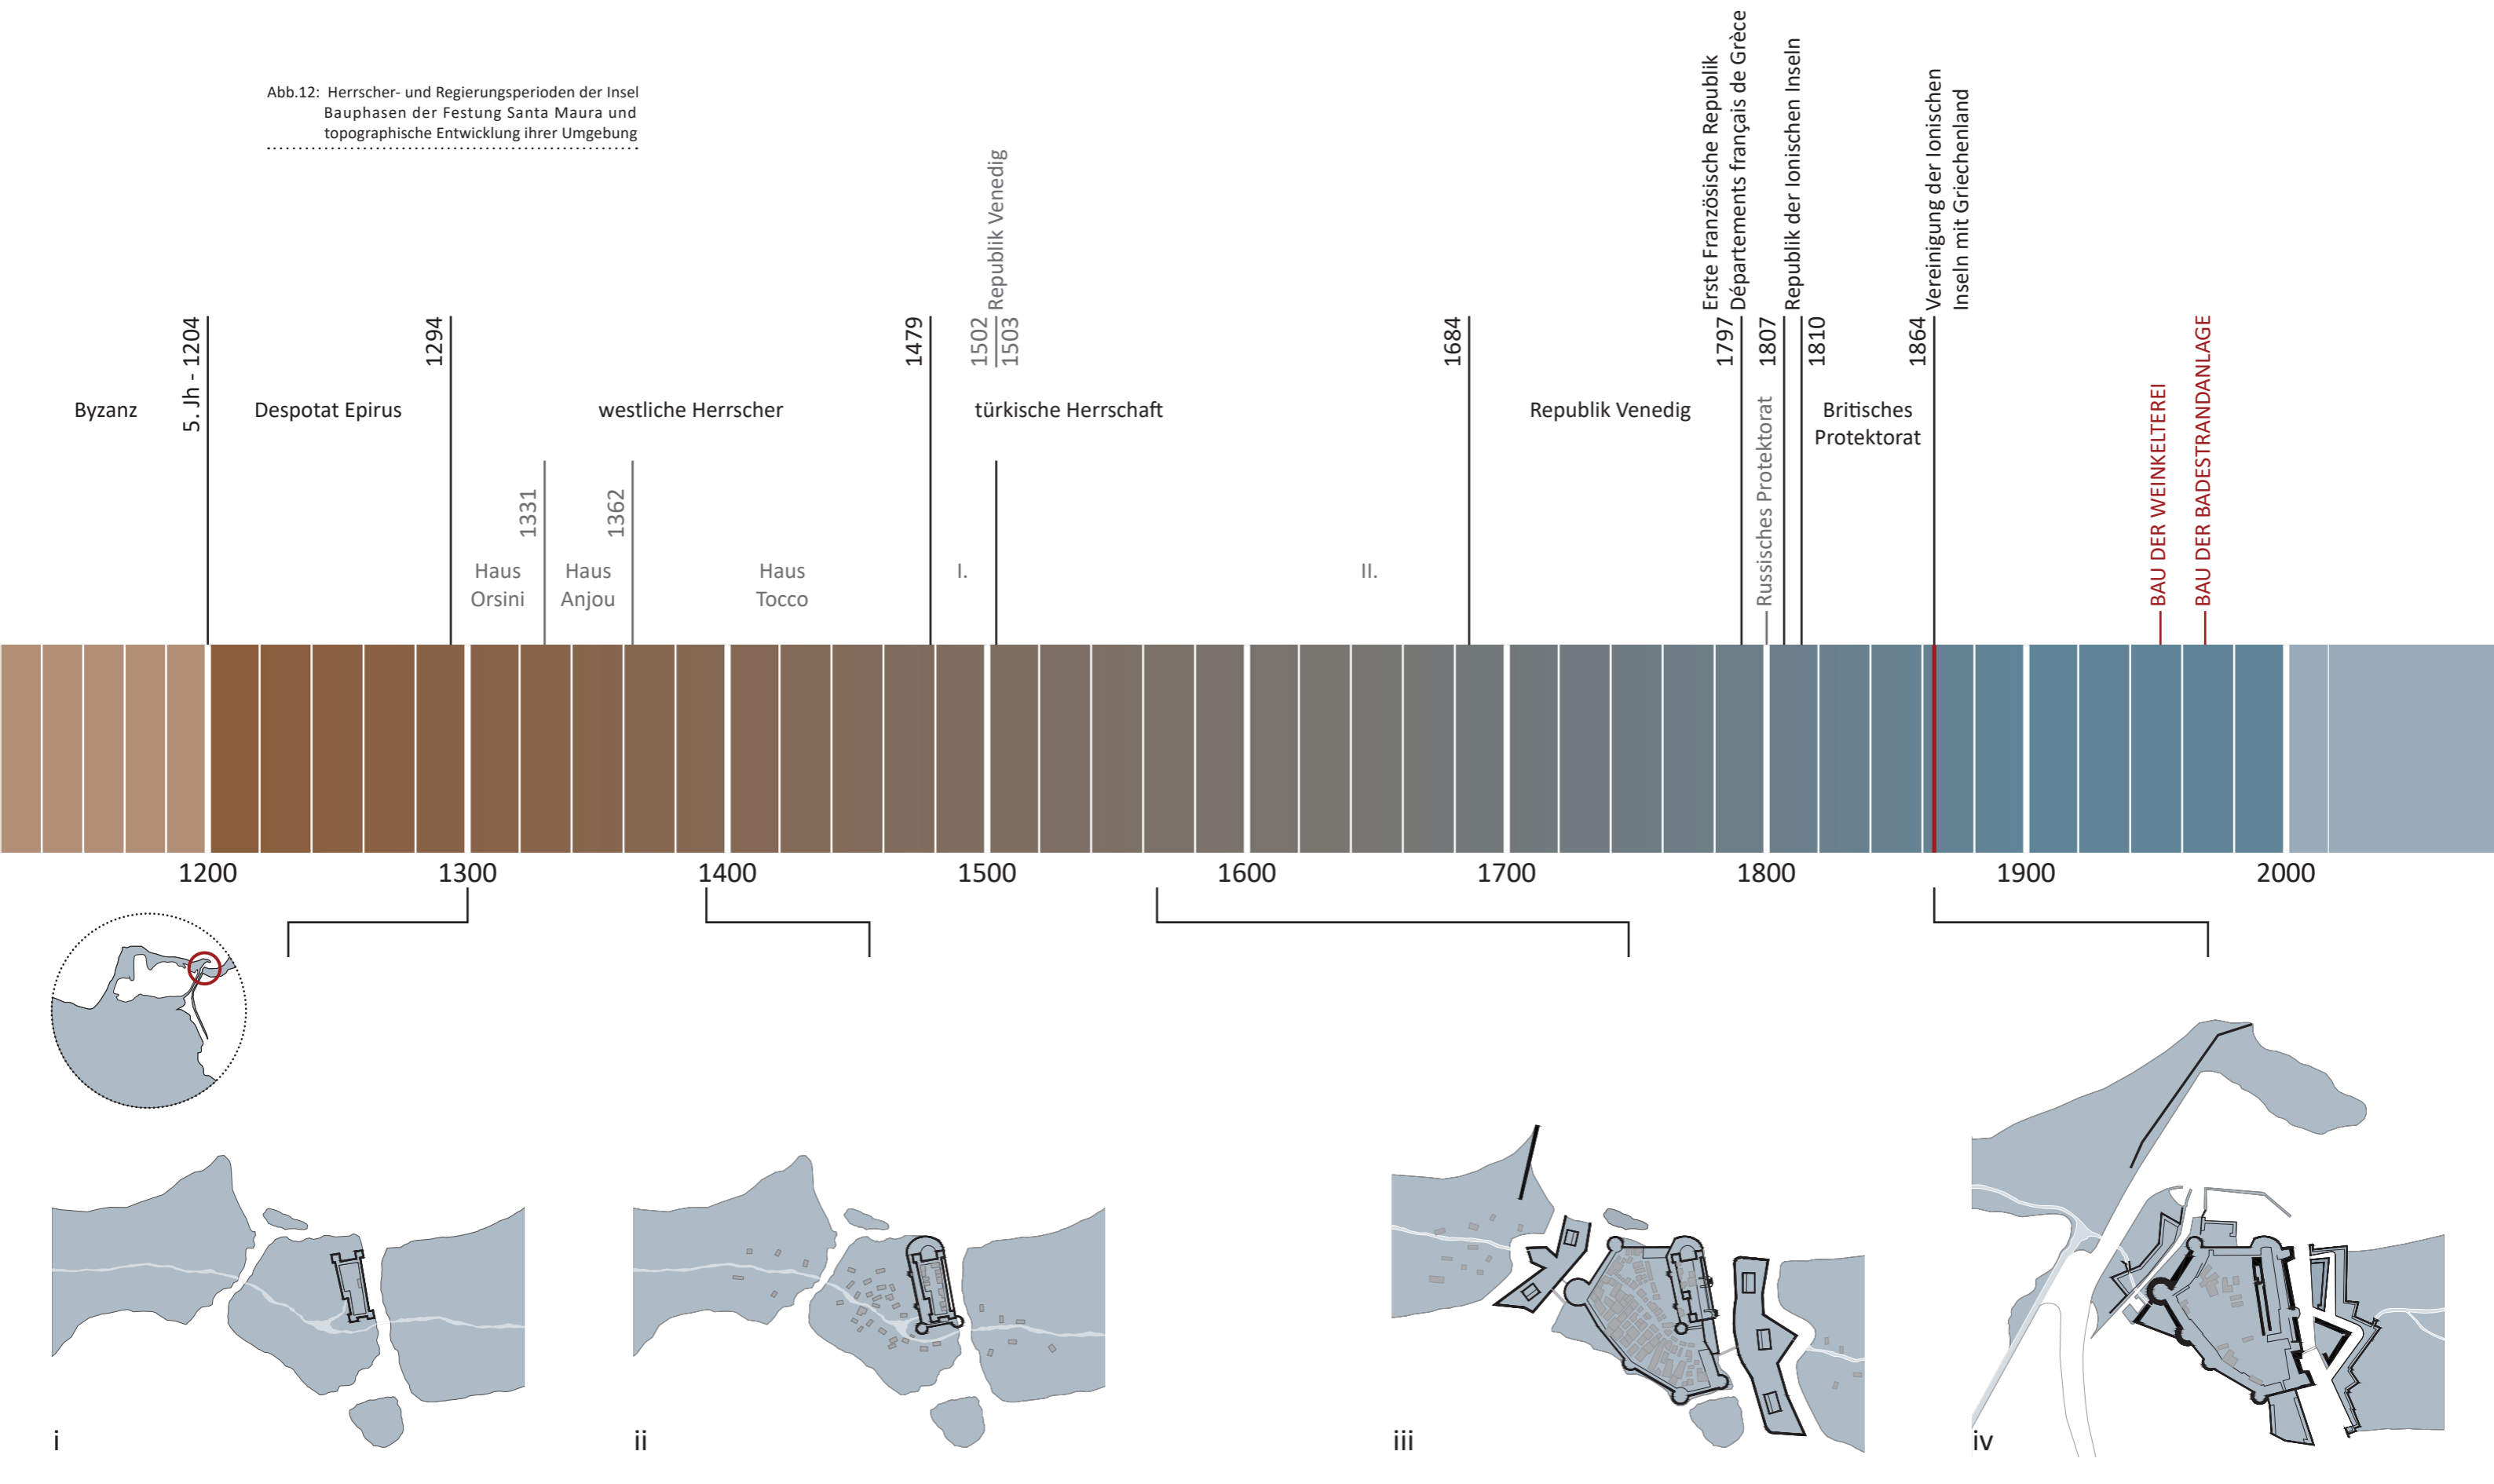 Abb.12: Herrscher- und Regierungsperioden der Insel
Bauphasen der Festung Santa Maura und
topographische Entwicklung ihrer Umgebung
5. Jh - 1204
1294
1479
1502
1503
Republik Venedig
1684
1797
Erste Französische Republik
Départements français de Grèce
1807
Republik der Ionischen Inseln
1810
1864
Vereinigung der Ionischen
Inseln mit Griechenland
Byzanz
Despotat Epirus
westliche Herrscher
türkische Herrschaft
Republik Venedig
Russisches Protektorat
Britisches
Protektorat
BAU DER WEINKELTEREI
BAU DER BADESTRANDANLAGE
1331
1362
Haus
Orsini
Haus
Anjou
Haus
Tocco
I.
II.
1200
1300
1400
1500
1600
1700
1800
1900
2000
i
ii
iii
iv